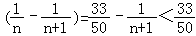 (1/n - 1/(n+1))=33/50 - 1/(n+1)<33/50